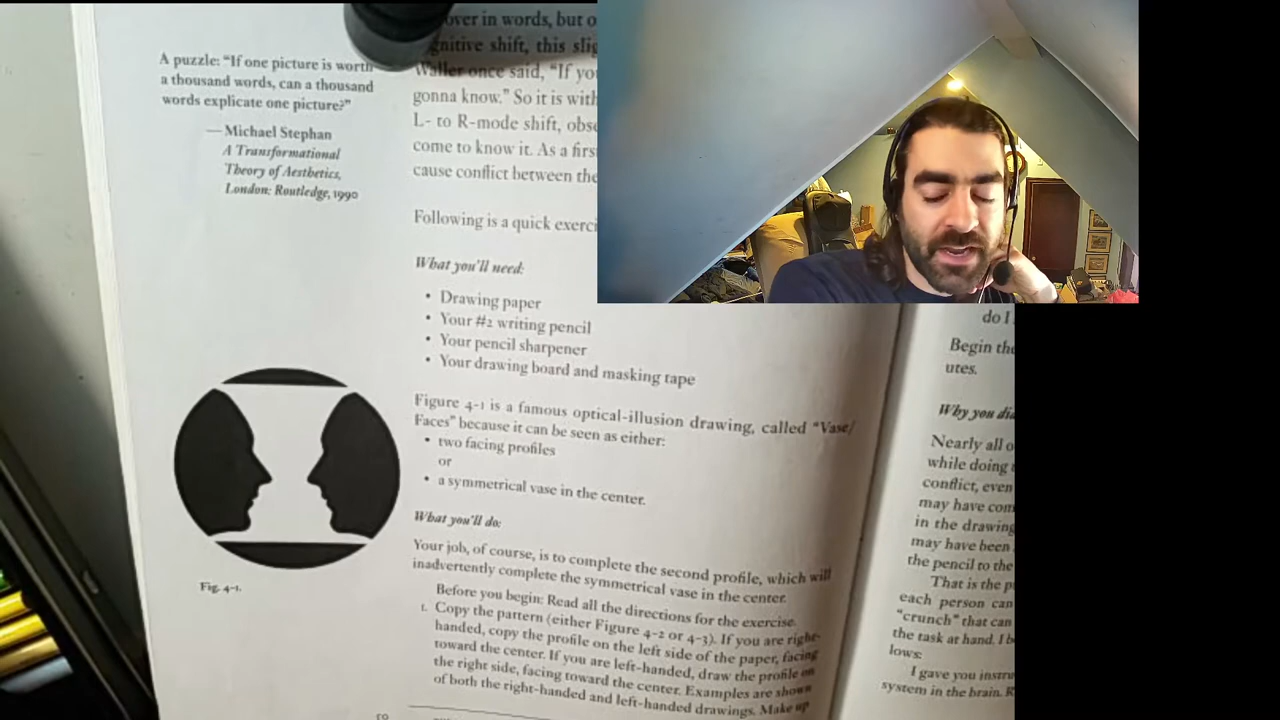 A puzzle: “If one picture is worth
a thousand words, can a thousand
words explicate one picture?”
— Michael Stephan
A Transformational
Theory of Aesthetics,
London: Routledge, 1990
over in words, but
cognitive shift, this
Waller once said, “If
gonna know.” So it is with
L- to R-mode shift,
come to know it. As a first
cause conflict between the
Following is a quick
What you’ll need:
• Drawing paper
• Your #2 writing pencil
• Your pencil sharpener
• Your drawing board and masking tape
Figure 4-1 is a famous optical-illusion drawing, called “Vase/
Faces” because it can be seen as either:
• two facing profiles
or
• a symmetrical vase in the center.
What you’ll do:
Your job, of course, is to complete the second profile, which will
inadvertently complete the symmetrical vase in the center.
Before you begin: Read all the directions for the exercise.
1. Copy the pattern (either Figure 4-2 or 4-3). If you are right-
handed, copy the profile on the left side of the paper, facing
toward the center. If you are left-handed, draw the profile on
the right side, facing toward the center. Examples are shown
of both the right-handed and left-handed drawings. Make up
Fig. 4-1.
50
do I
Begin the
utes.
Why you
Nearly all
while doing
conflict, even
may have
in the drawing
may have been
the pencil to the
That is the
each person can
“crunch” that can
the task at hand. I
lows:
I gave you
system in the brain.